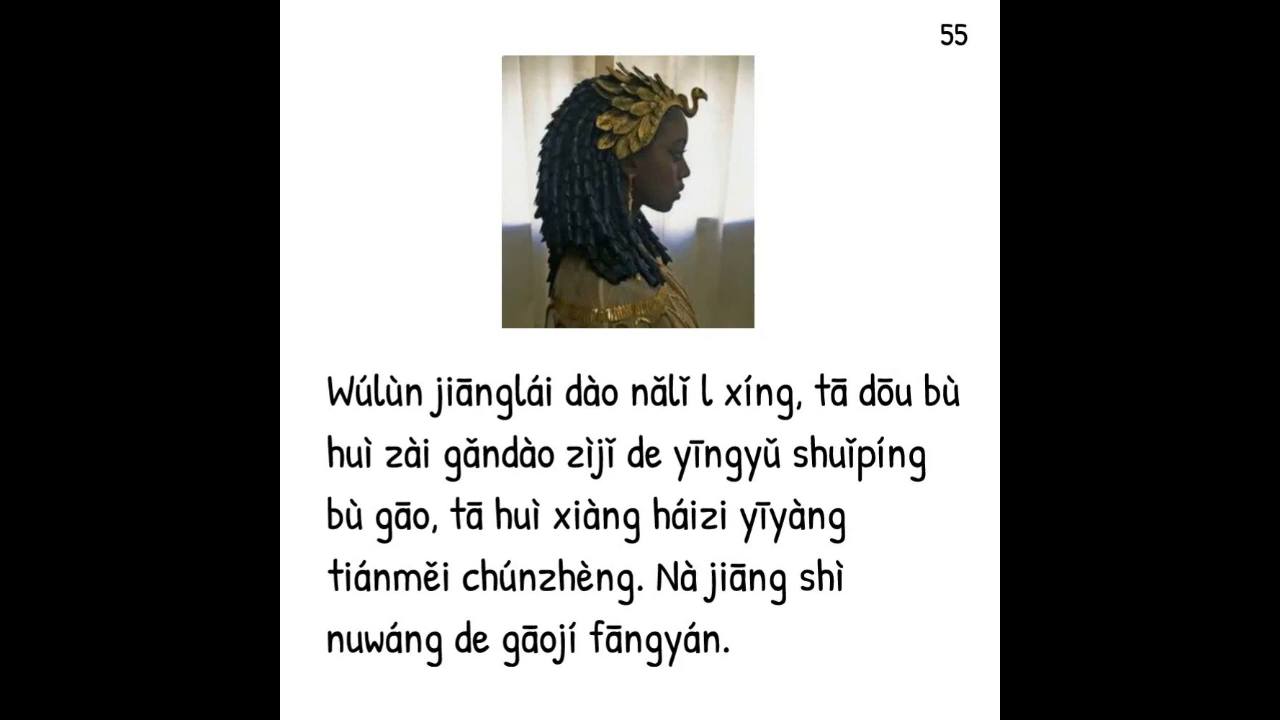 55
Wúlùn jiānglái dào nǎlǐ l xíng, tā dōu bù
huì zài gǎndào zìjǐ de yīngyǔ shuǐpíng
bù gāo, tā huì xiàng háizi yīyàng
tiánměi chúnzhèng. Nà jiāng shì
nuwáng de gāojí fāngyán.